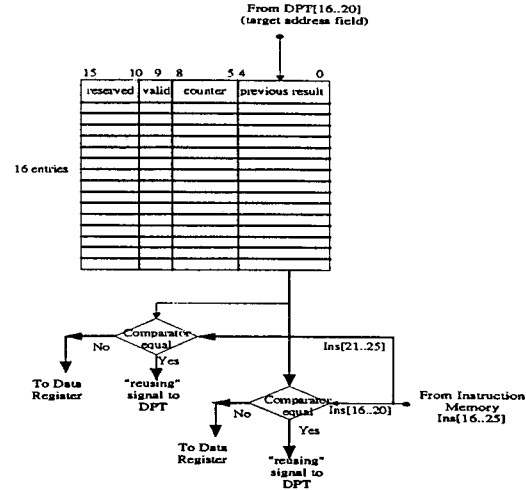 From DPT[16..20]
(target address field)
15 10 9 8 5 4 0
reserved valid counter previous result
16 entries
Comparator
equal
No
Yes
Ins[21..25]
To Data
Register
"reusing"
signal to
DPT
Comparator
equal
No
Yes
Ins[16..20]
From Instruction
Memory
Ins[16..25]
To Data
Register
"reusing"
signal to
DPT